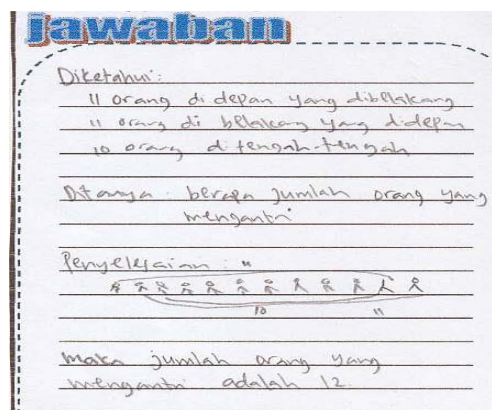 jawaban
Diketahui:
11 orang di depan yang dibelakang
11 orang di belakang yang didepan
10 orang di tengah-tengah
Ditanya: berapa jumlah orang yang
mengantri
Penyelesaian: 11
10 11
maka jumlah orang yang
mengantri adalah 12